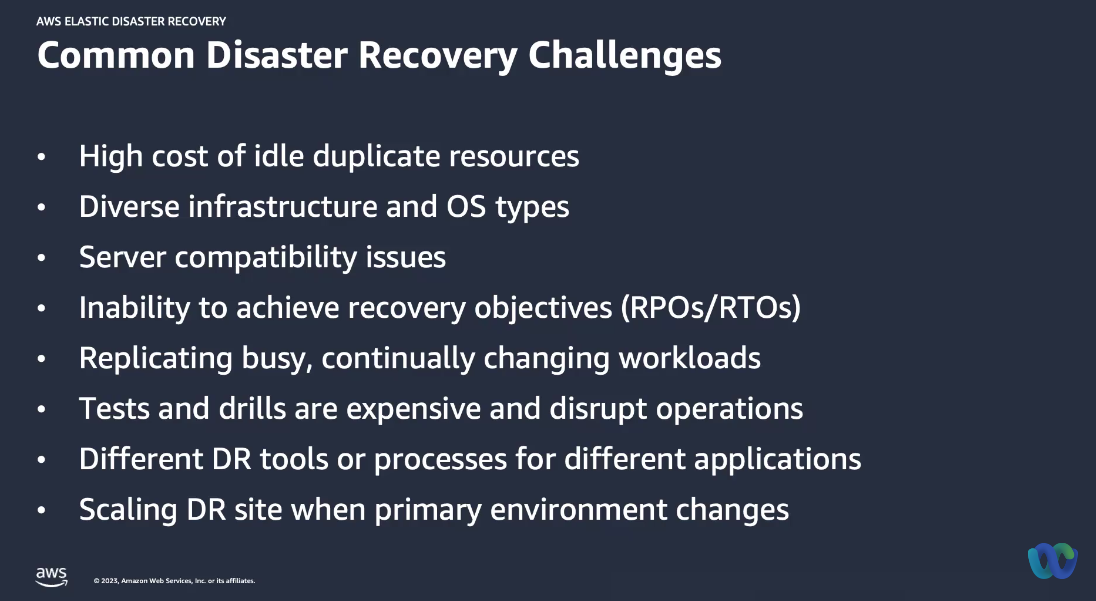 AWS ELASTIC DISASTER RECOVERY
Common Disaster Recovery Challenges
• High cost of idle duplicate resources
• Diverse infrastructure and OS types
• Server compatibility issues
• Inability to achieve recovery objectives (RPOs/RTOs)
• Replicating busy, continually changing workloads
• Tests and drills are expensive and disrupt operations
• Different DR tools or processes for different applications
• Scaling DR site when primary environment changes
aws
© 2023, Amazon Web Services, Inc. or its affiliates.